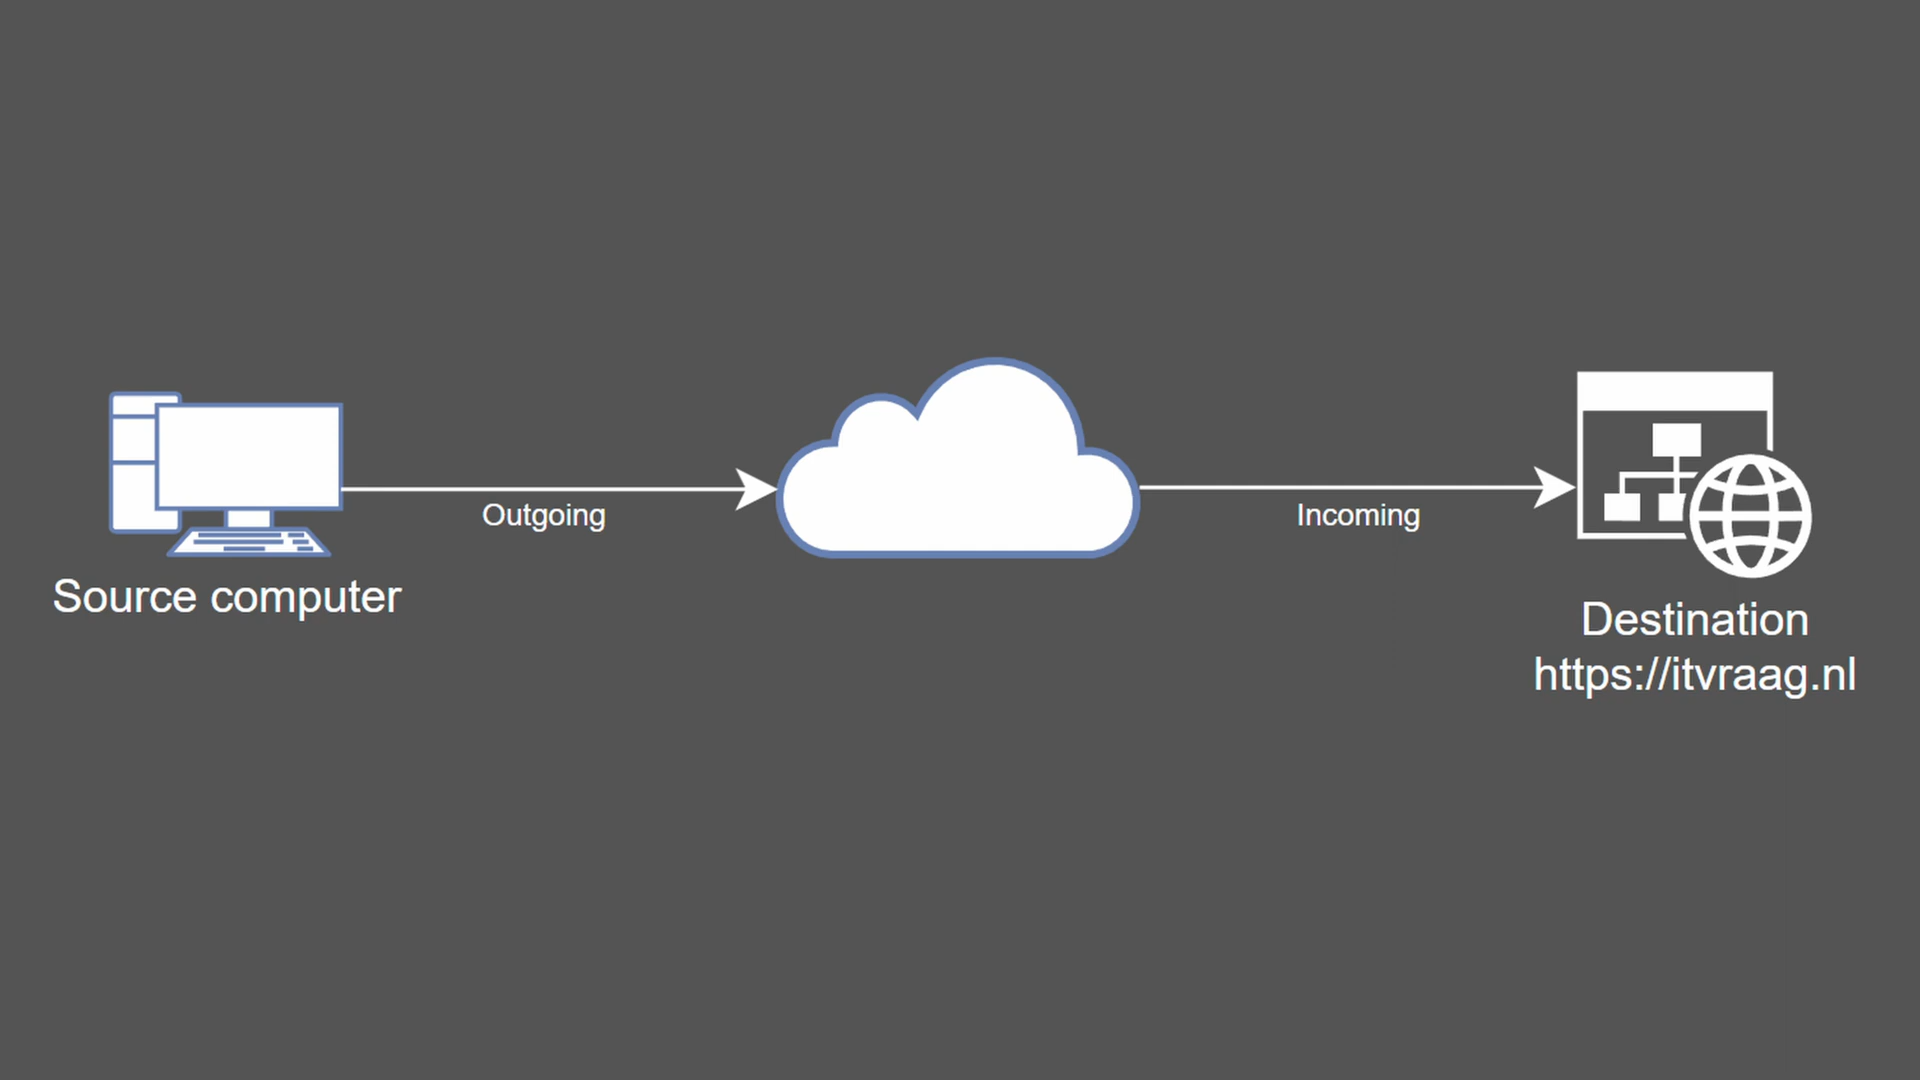 Outgoing
Incoming
Source computer
Destination
https://itvraag.nl